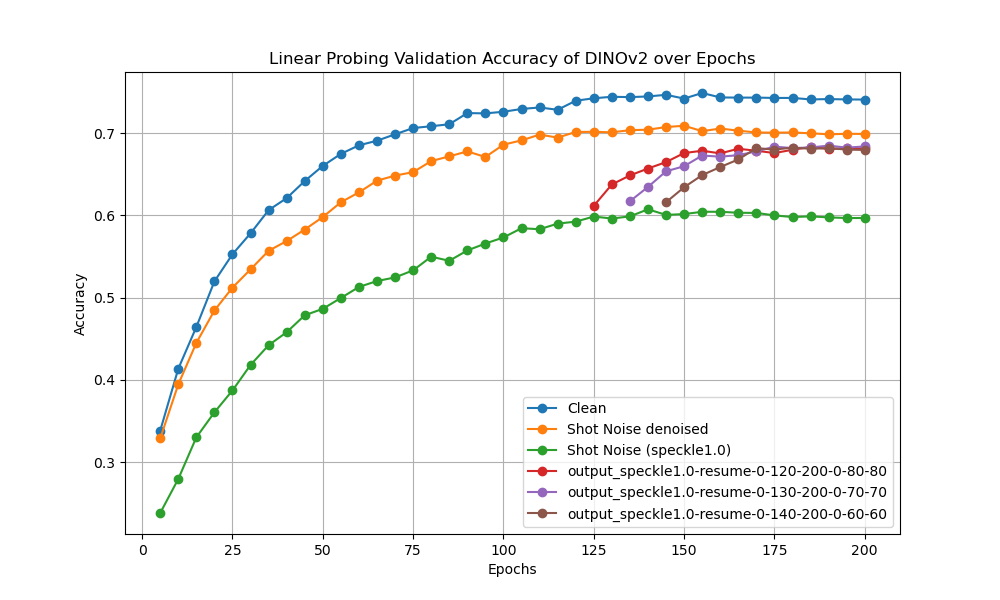 Linear Probing Validation Accuracy of DINOv2 over Epochs
Accuracy
0.7
0.6
0.5
0.4
0.3
Clean
Shot Noise denoised
Shot Noise (speckle1.0)
output_speckle1.0-resume-0-120-200-0-80-80
output_speckle1.0-resume-0-130-200-0-70-70
output_speckle1.0-resume-0-140-200-0-60-60
0 25 50 75 100 125 150 175 200
Epochs